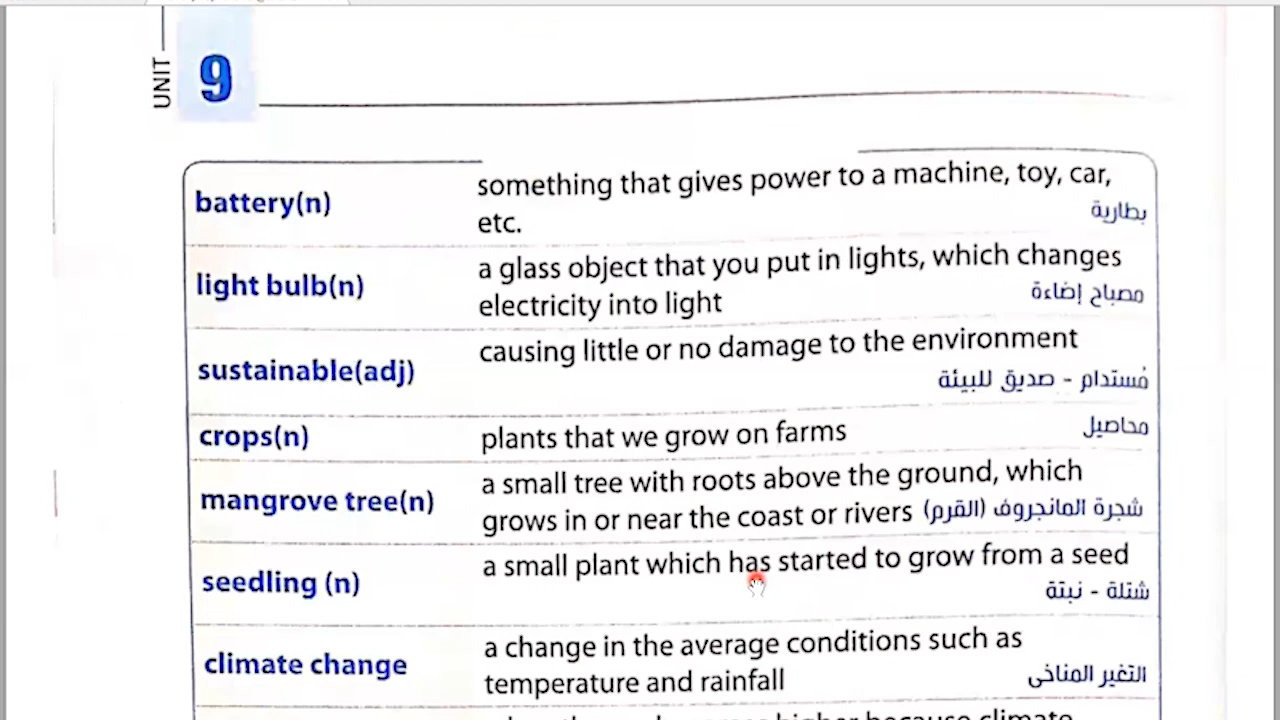 UNIT
9
battery(n)
something that gives power to a machine, toy, car,
etc.
بطارية
light bulb(n)
a glass object that you put in lights, which changes
electricity into light
مصباح إضاءة
sustainable(adj)
causing little or no damage to the environment
مُستدام - صديق للبيئة
crops(n)
plants that we grow on farms
محاصيل
mangrove tree(n)
a small tree with roots above the ground, which
grows in or near the coast or rivers
شجرة المانجروف (القرم)
seedling (n)
a small plant which has started to grow from a seed
شتلة - نبتة
climate change
a change in the average conditions such as
temperature and rainfall
التغير المناخى
higher because climate